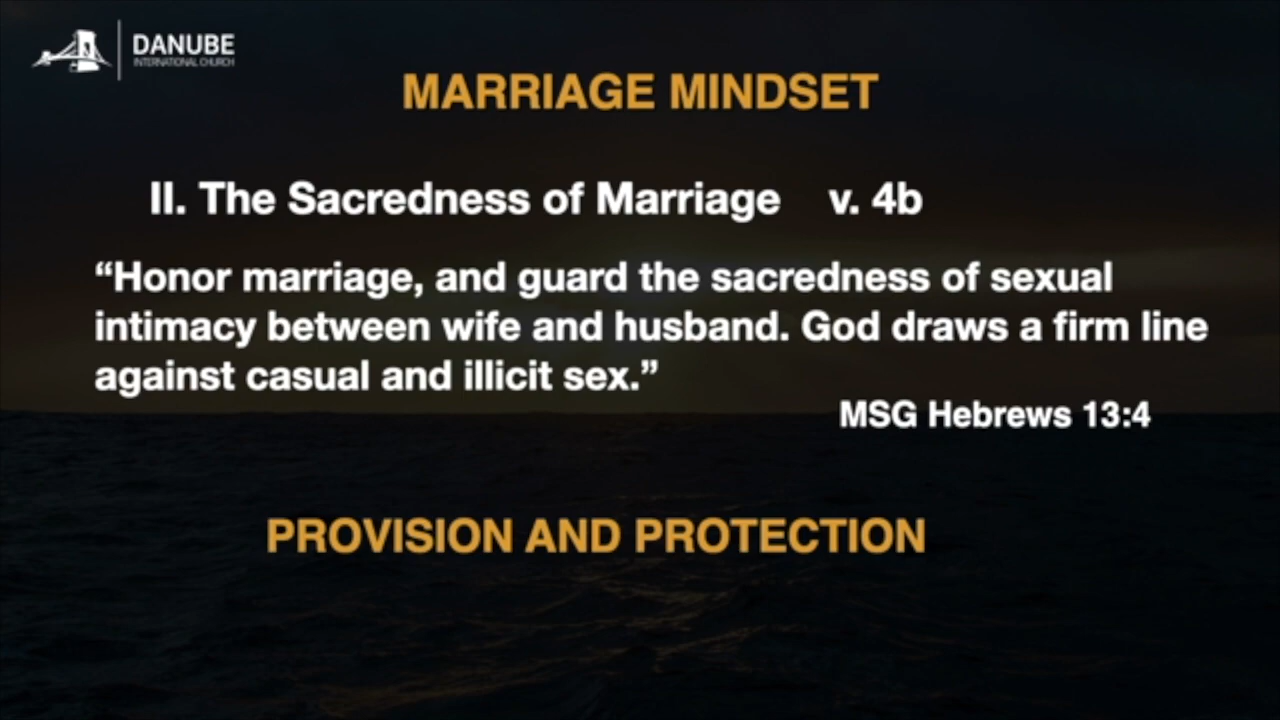 DANUBE
INTERNATIONAL CHURCH
MARRIAGE MINDSET
II. The Sacredness of Marriage v. 4b
“Honor marriage, and guard the sacredness of sexual
intimacy between wife and husband. God draws a firm line
against casual and illicit sex.”
MSG Hebrews 13:4
PROVISION AND PROTECTION